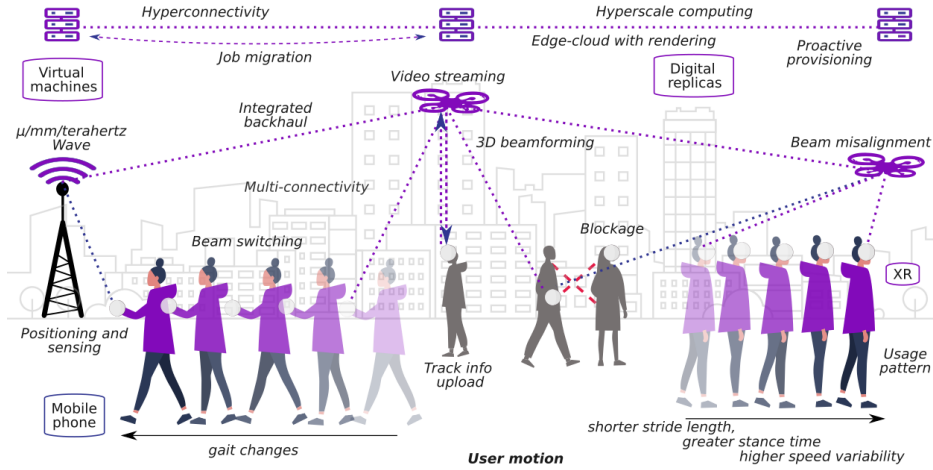 Hyperconnectivity
Hyperscale computing
Job migration
Edge-cloud with rendering
Proactive
provisioning
Virtual
machines
Video streaming
Digital
replicas
Integrated
backhaul
μ/mm/terahertz
Wave
3D beamforming
Beam misalignment
Multi-connectivity
Beam switching
Blockage
XR
Positioning and
sensing
Track info
upload
Usage
pattern
Mobile
phone
gait changes
shorter stride length,
greater stance time
higher speed variability
User motion